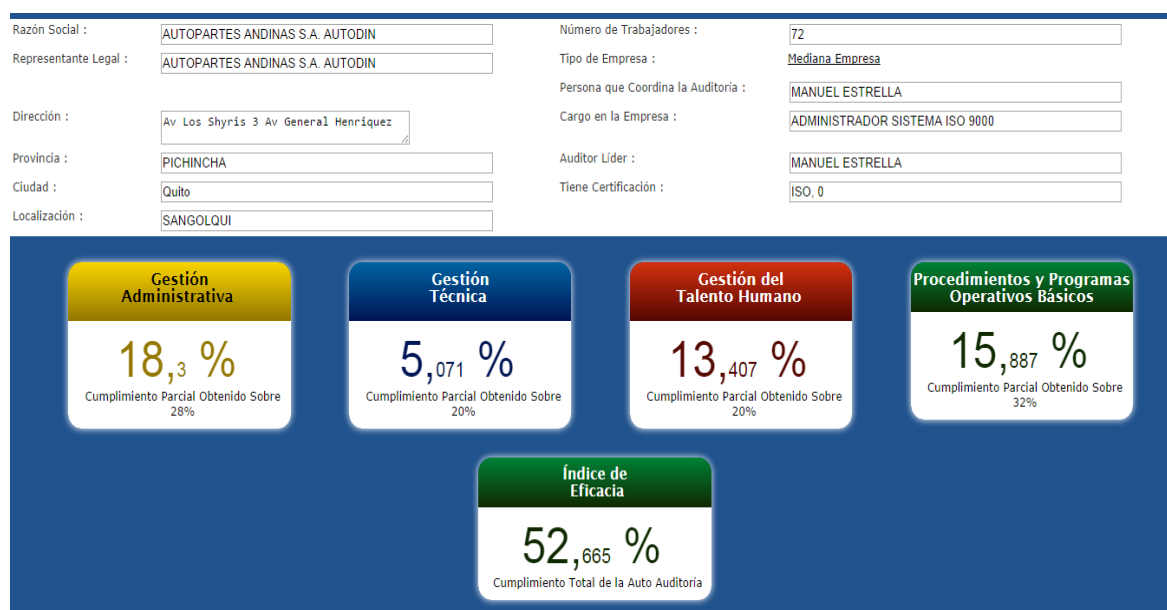 Razón Social :
AUTOPARTES ANDINAS S.A. AUTODIN
Número de Trabajadores :
72
Representante Legal :
AUTOPARTES ANDINAS S.A. AUTODIN
Tipo de Empresa :
Mediana Empresa
Persona que Coordina la Auditoría :
MANUEL ESTRELLA
Dirección :
Av Los Shyris 3 Av General Henriquez
Cargo en la Empresa :
ADMINISTRADOR SISTEMA ISO 9000
Provincia :
PICHINCHA
Auditor Líder :
MANUEL ESTRELLA
Ciudad :
Quito
Tiene Certificación :
ISO, 0
Localización :
SANGOLQUI
Gestión
Administrativa
18,3 %
Cumplimiento Parcial Obtenido Sobre
28%
Gestión
Técnica
5,071 %
Cumplimiento Parcial Obtenido Sobre
20%
Gestión del
Talento Humano
13,407 %
Cumplimiento Parcial Obtenido Sobre
20%
Procedimientos y Programas
Operativos Básicos
15,887 %
Cumplimiento Parcial Obtenido Sobre
32%
Índice de
Eficacia
52,665 %
Cumplimiento Total de la Auto Auditoría